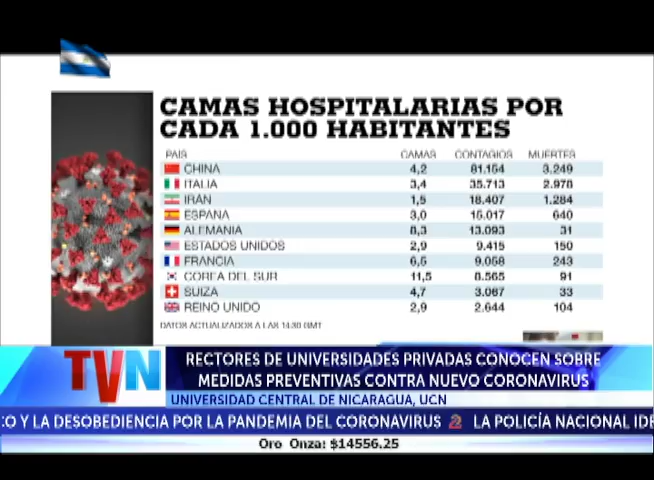 CAMAS HOSPITALARIAS POR
CADA 1.000 HABITANTES
PAIS CAMAS CONTAGIOS MUERTES
CHINA 4,2 81.154 3.249
ITALIA 3,4 35.713 2.978
IRÁN 1,5 18.407 1.284
ESPAÑA 3,0 15.017 640
ALEMANIA 8,3 13.093 31
ESTADOS UNIDOS 2,9 9.415 150
FRANCIA 6,5 9.058 243
COREA DEL SUR 11,5 8.565 91
SUIZA 4,7 3.067 33
REINO UNIDO 2,9 2.644 104
DATOS ACTUALIZADOS A LAS 14:30 GMT
TVN
RECTORES DE UNIVERSIDADES PRIVADAS CONOCEN SOBRE
MEDIDAS PREVENTIVAS CONTRA NUEVO CORONAVIRUS
UNIVERSIDAD CENTRAL DE NICARAGUA, UCN
CO Y LA DESOBEDIENCIA POR LA PANDEMIA DEL CORONAVIRUS 2 LA POLICÍA NACIONAL IDE
Oro Onza: $14556.25